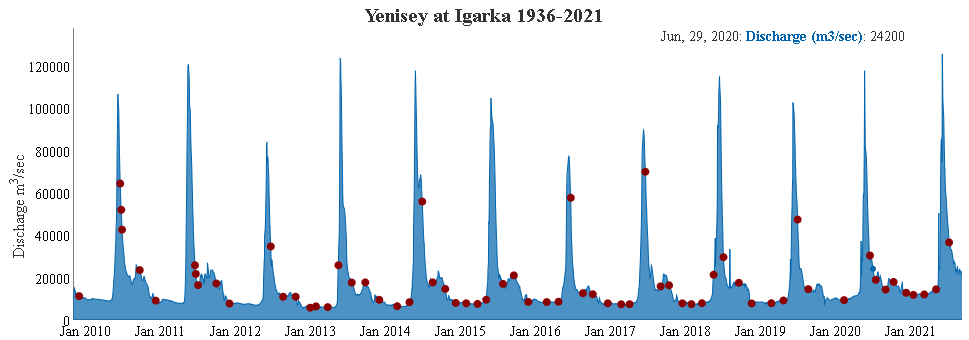 Yenisey at Igarka 1936-2021
Jun, 29, 2020: Discharge (m3/sec): 24200
120000
100000
80000
60000
40000
20000
0
Discharge m³/sec
Jan 2010 Jan 2011 Jan 2012 Jan 2013 Jan 2014 Jan 2015 Jan 2016 Jan 2017 Jan 2018 Jan 2019 Jan 2020 Jan 2021